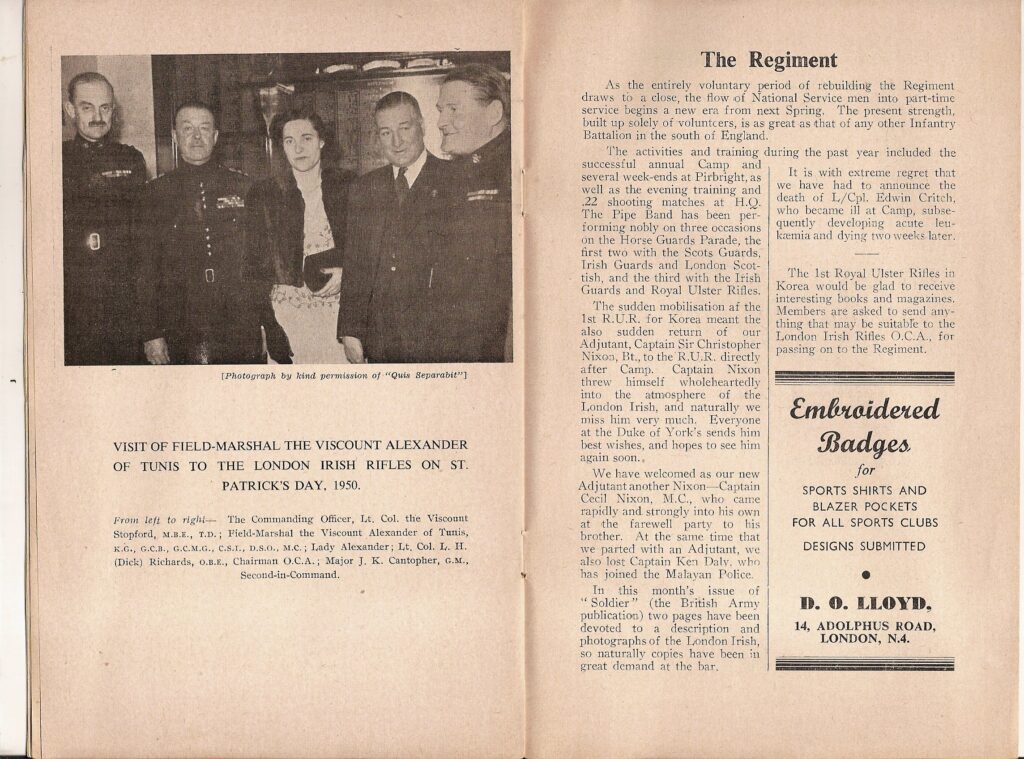 [Photograph by kind permission of "Quis Separabit"]
VISIT OF FIELD-MARSHAL THE VISCOUNT ALEXANDER
OF TUNIS TO THE LONDON IRISH RIFLES ON ST.
PATRICK'S DAY, 1950.
From left to right— The Commanding Officer, Lt. Col. the Viscount
Stopford, M.B.E., T.D.; Field-Marshal the Viscount Alexander of Tunis,
K.G., G.C.B., G.C.M.G., C.S.I., D.S.O., M.C.; Lady Alexander; Lt. Col. L. H.
(Dick) Richards, O.B.E., Chairman O.C.A.; Major J. K. Cantopher, G.M.,
Second-in-Command.
The Regiment
As the entirely voluntary period of rebuilding the Regiment
draws to a close, the flow of National Service men into part-time
service begins a new era from next Spring. The present strength,
built up solely of volunteers, is as great as that of any other Infantry
Battalion in the south of England.
The activities and training during the past year included the
successful annual Camp and
several week-ends at Pirbright, as
well as the evening training and
.22 shooting matches at H.Q.
The Pipe Band has been per-
forming nobly on three occasions
on the Horse Guards Parade, the
first two with the Scots Guards,
Irish Guards and London Scot-
tish, and the third with the Irish
Guards and Royal Ulster Rifles.
The sudden mobilisation af the
1st R.U.R. for Korea meant the
also sudden return of our
Adjutant, Captain Sir Christopher
Nixon, Bt., to the R.U.R. directly
after Camp. Captain Nixon
threw himself wholeheartedly
into the atmosphere of the
London Irish, and naturally we
miss him very much. Everyone
at the Duke of York's sends him
best wishes, and hopes to see him
again soon.
We have welcomed as our new
Adjutant another Nixon—Captain
Cecil Nixon, M.C., who came
rapidly and strongly into his own
at the farewell party to his
brother. At the same time that
we parted with an Adjutant, we
also lost Captain Ken Daly, who
has joined the Malayan Police.
In this month's issue of
"Soldier" (the British Army
publication) two pages have been
devoted to a description and
photographs of the London Irish,
so naturally copies have been in
great demand at the bar.
It is with extreme regret that
we have had to announce the
death of L/Cpl. Edwin Critch,
who became ill at Camp, subse-
quently developing acute leu-
kæmia and dying two weeks later.
The 1st Royal Ulster Rifles in
Korea would be glad to receive
interesting books and magazines.
Members are asked to send any-
thing that may be suitable to the
London Irish Rifles O.C.A., for
passing on to the Regiment.
Embroidered
Badges
for
SPORTS SHIRTS AND
BLAZER POCKETS
FOR ALL SPORTS CLUBS
DESIGNS SUBMITTED
D. O. LLOYD,
14, ADOLPHUS ROAD,
LONDON, N.4.